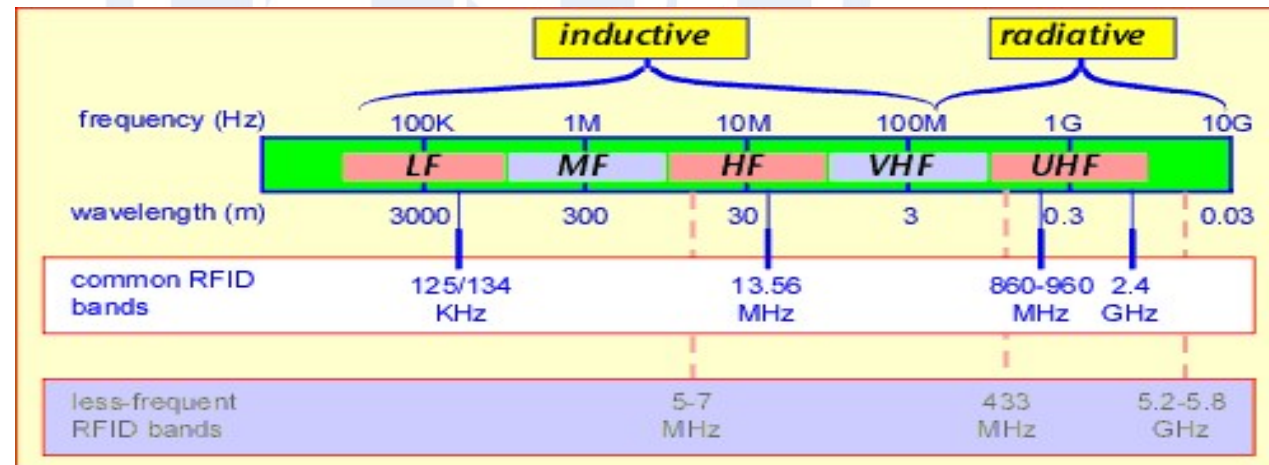 inductive radiative
frequency (Hz) 100K 1M 10M 100M 1G 10G
LF MF HF VHF UHF
wavelength (m) 3000 300 30 3 0.3 0.03
common RFID 125/134 13.56 860-960 2.4
bands KHz MHz MHz GHz
less-frequent 5-7 433 5.2-5.8
RFID bands MHz MHz GHz